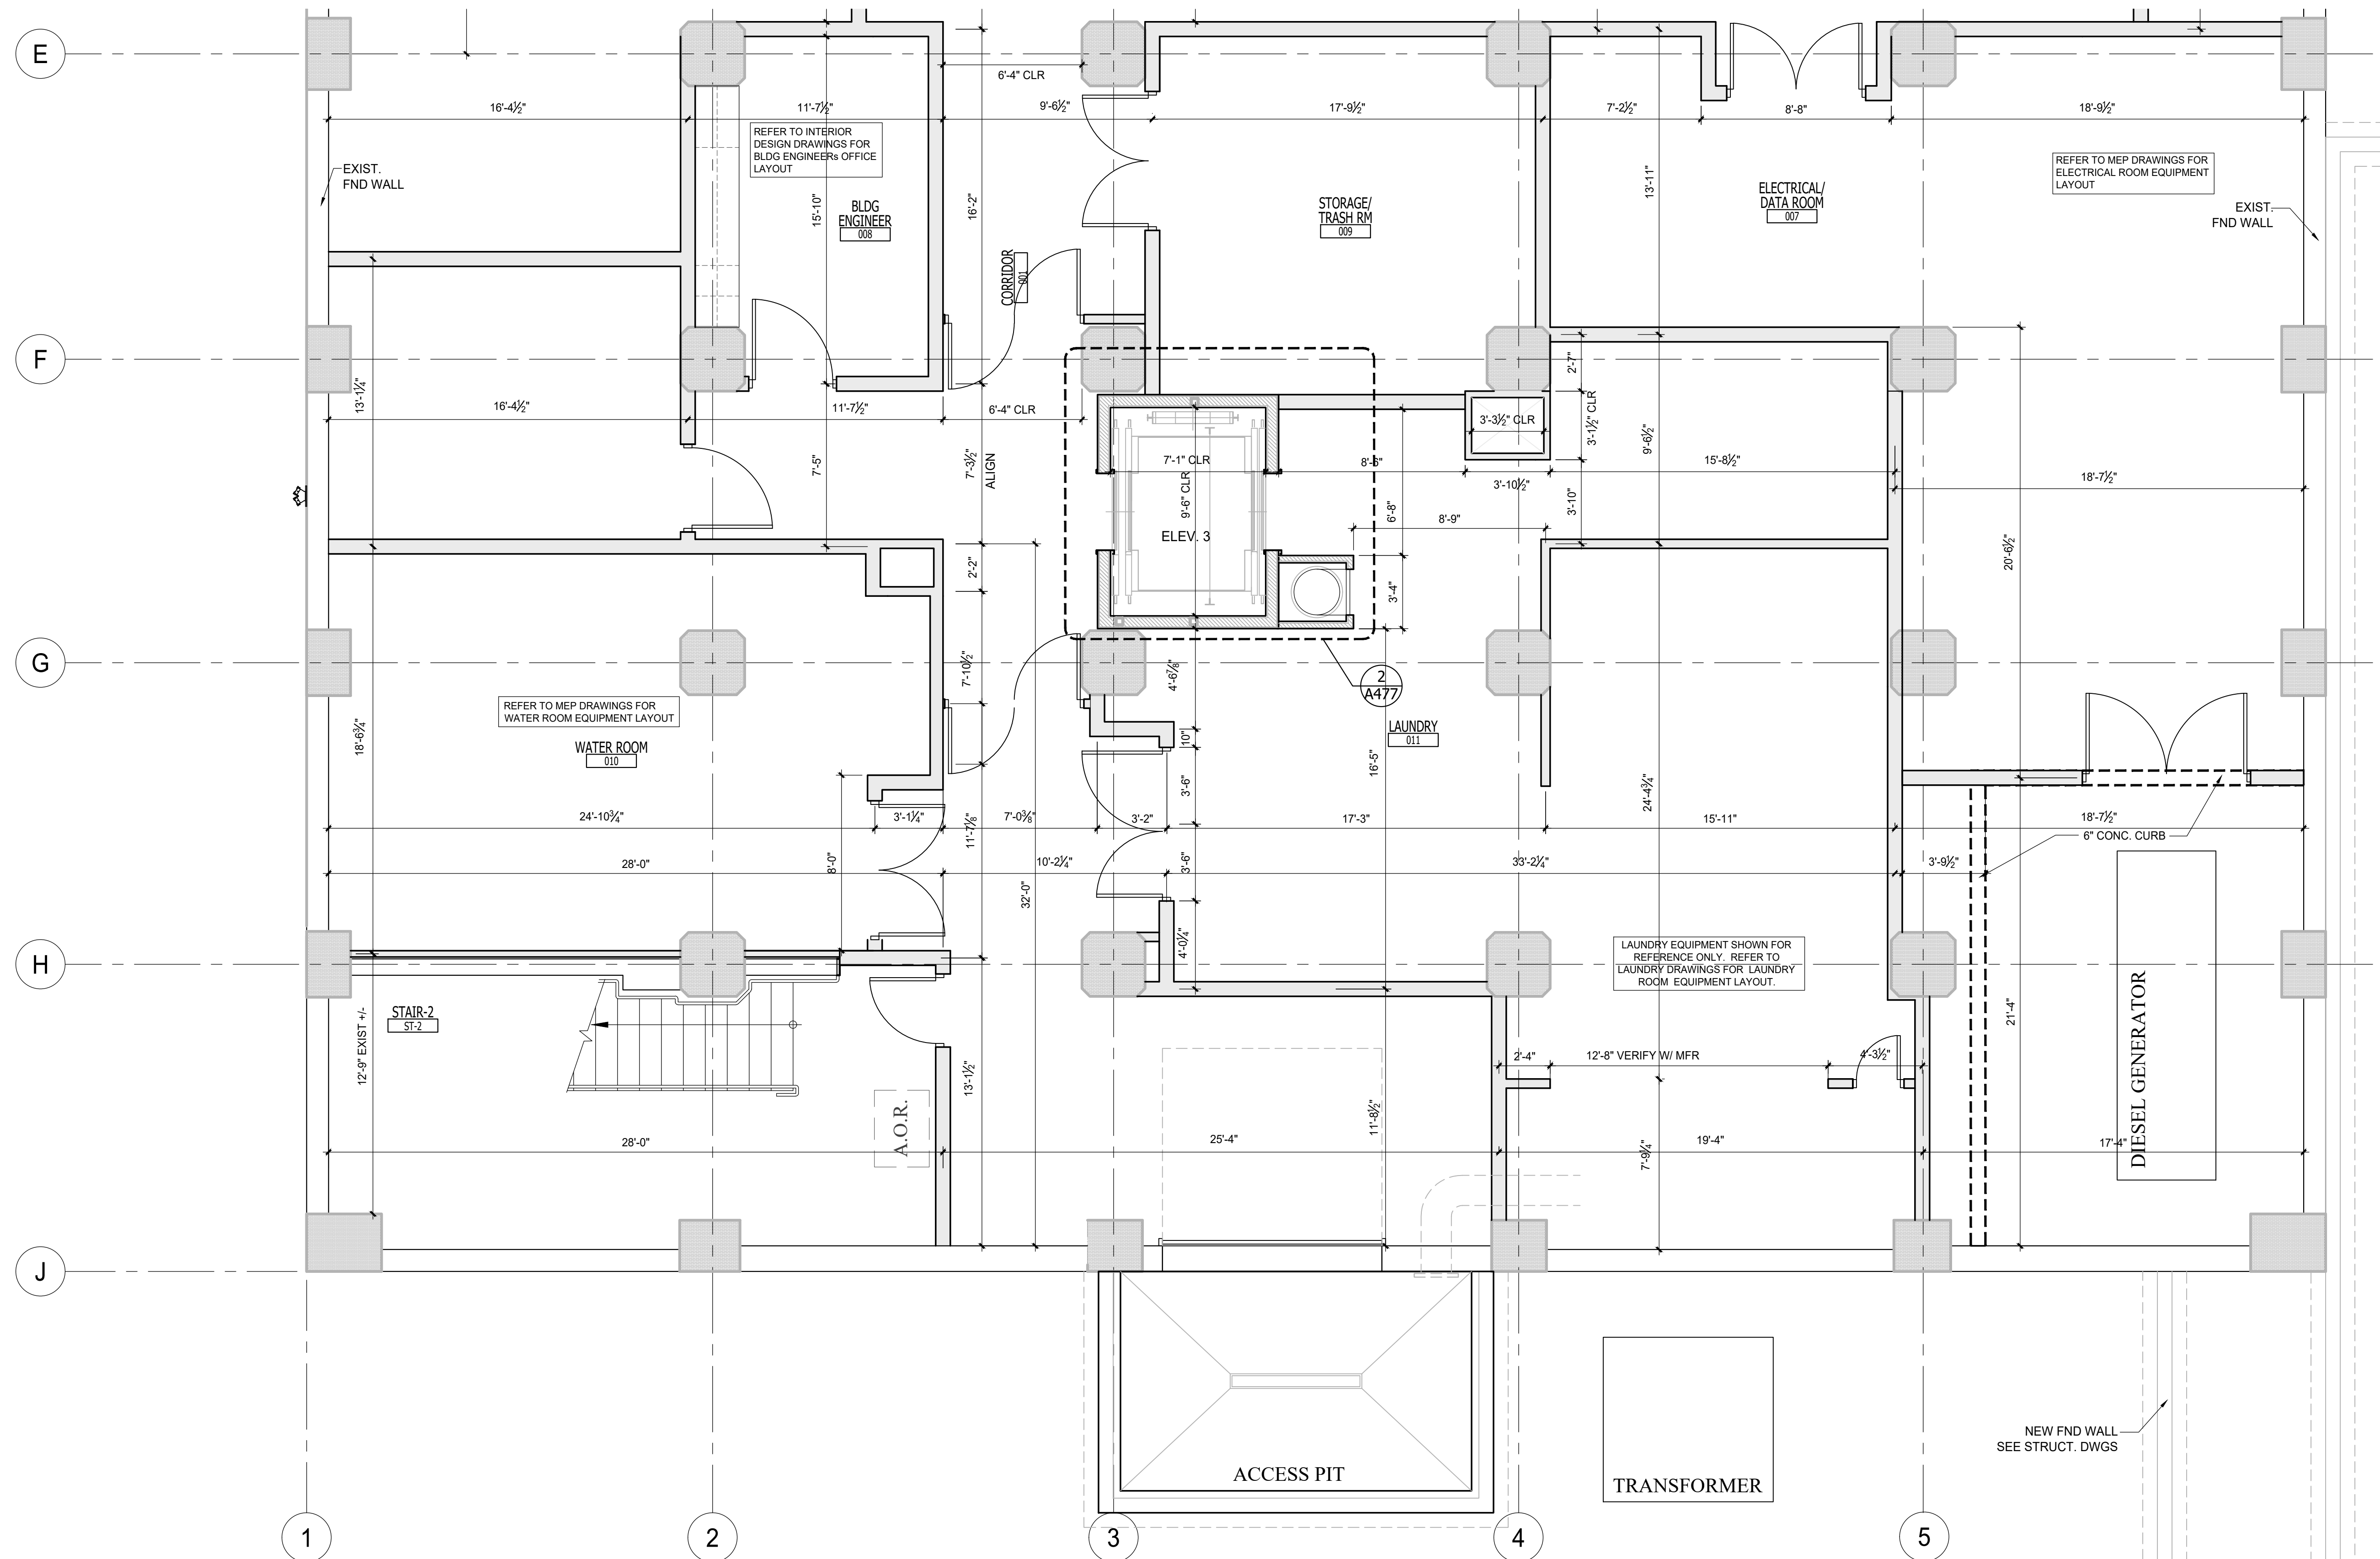 E
6'-4" CLR
16'-4½"
11'-7½"
9'-6½"
17'-9½"
7'-2½"
8'-8"
18'-9½"
REFER TO INTERIOR
DESIGN DRAWINGS FOR
BLDG ENGINEERs OFFICE
LAYOUT
EXIST.
FND WALL
REFER TO MEP DRAWINGS FOR
ELECTRICAL ROOM EQUIPMENT
LAYOUT
15'-10"
16'-2"
13'-11"
BLDG
ENGINEER
008
STORAGE/
TRASH RM
009
ELECTRICAL/
DATA ROOM
007
EXIST.
FND WALL
CORRIDOR
001
F
2'-7"
13'-1¼"
16'-4½"
11'-7½"
6'-4" CLR
3'-3½" CLR
3'-1½" CLR
9'-6½"
7'-5"
7'-3½"
ALIGN
7'-1" CLR
9'-6" CLR
8'-6"
15'-8½"
18'-7½"
3'-10½"
3'-10"
6'-8"
8'-9"
ELEV. 3
20'-6½"
2'-2"
3'-4"
G
7'-10½"
4'-6⅞"
2
A477
REFER TO MEP DRAWINGS FOR
WATER ROOM EQUIPMENT LAYOUT
18'-6¾"
WATER ROOM
010
LAUNDRY
011
10"
16'-5"
3'-6"
24'-4¾"
24'-10¾"
3'-1¼"
7'-0⅜"
3'-2"
17'-3"
15'-11"
18'-7½"
11'-7⅛"
6" CONC. CURB
28'-0"
8'-0"
10'-2¼"
3'-6"
33'-2¼"
3'-9½"
32'-0"
4'-0¼"
H
LAUNDRY EQUIPMENT SHOWN FOR
REFERENCE ONLY. REFER TO
LAUNDRY DRAWINGS FOR LAUNDRY
ROOM EQUIPMENT LAYOUT.
STAIR-2
ST-2
12'-9" EXIST +/-
21'-4"
2'-4"
12'-8" VERIFY W/ MFR
4'-3½"
13'-1½"
DIESEL GENERATOR
A.O.R.
11'-8½"
28'-0"
25'-4"
7'-9¼"
19'-4"
17'-4"
J
NEW FND WALL
SEE STRUCT. DWGS
ACCESS PIT
TRANSFORMER
1
2
3
4
5